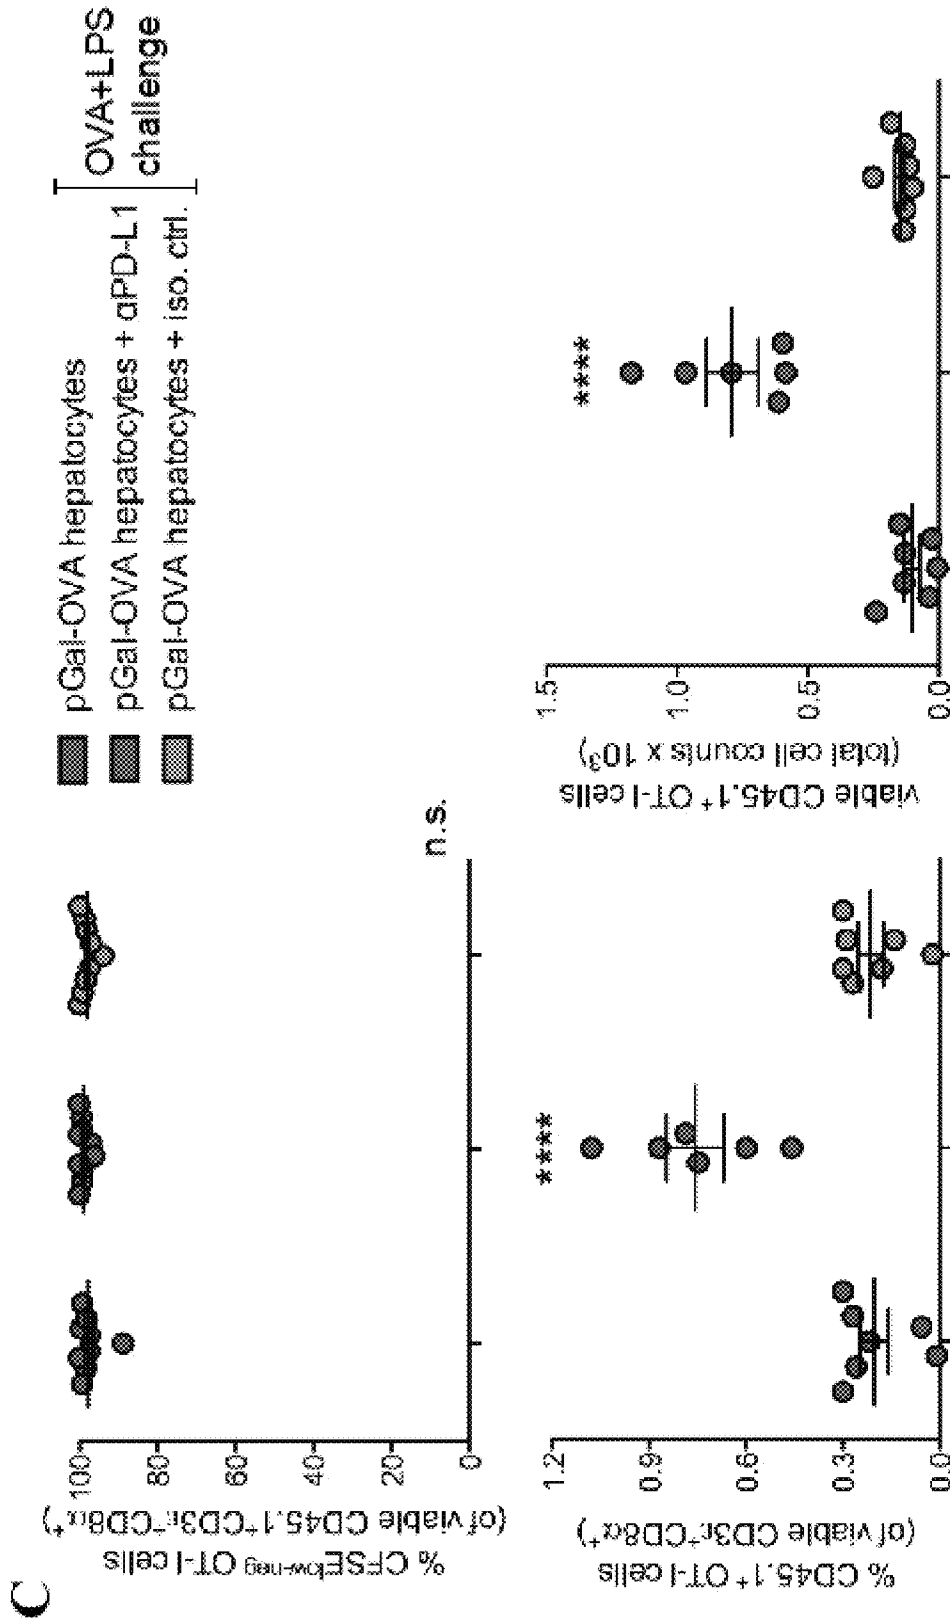 C
pGal-OVA hepatocytes
pGal-OVA hepatocytes + αPD-L1
pGal-OVA hepatocytes + iso. ctrl.
OVA+LPS
challenge
% CFSElow-neg OT-I cells
(of viable CD45.1+CD3ε+CD8α+)
100
80
60
40
20
0
n.s.
% CD45.1+ OT-I cells
(of viable CD3ε+CD8α+)
1.2
0.9
0.6
0.3
0.0
****
viable CD45.1+ OT-I cells
(total cell counts x 10³)
1.5
1.0
0.5
0.0
****